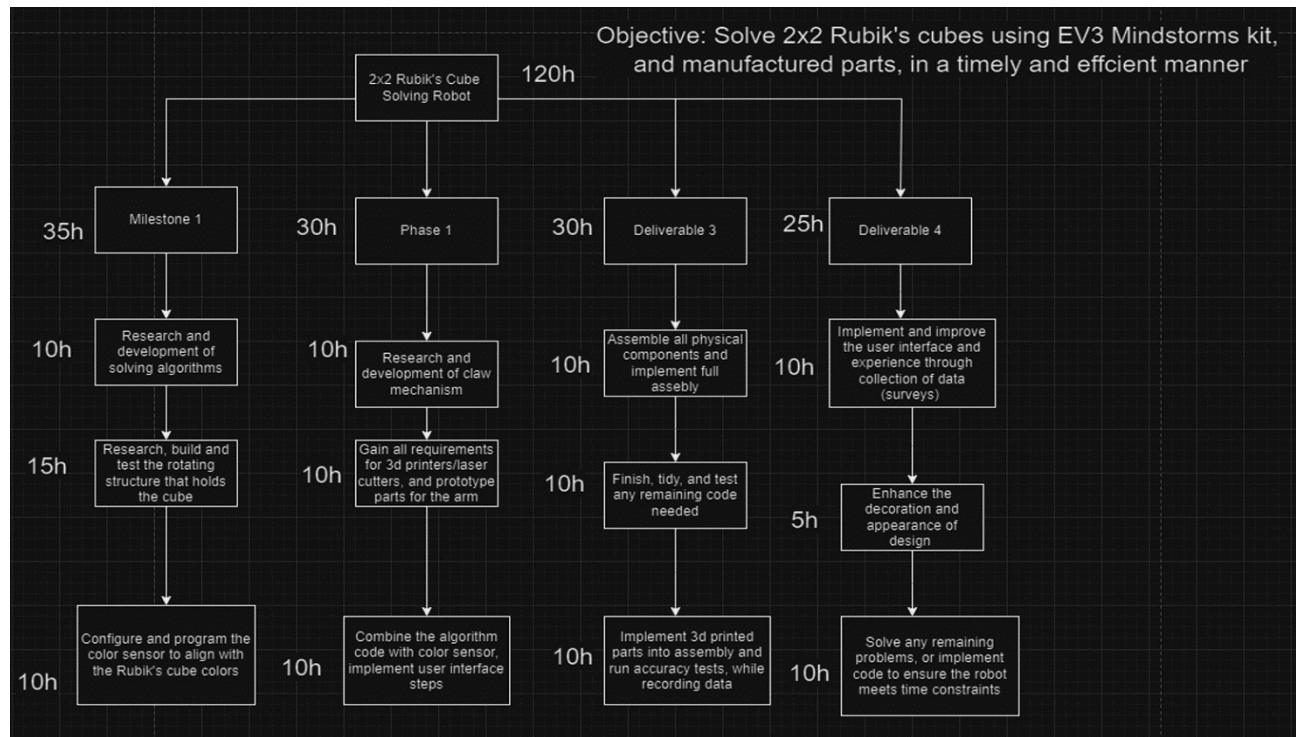 Objective: Solve 2x2 Rubik's cubes using EV3 Mindstorms kit,
and manufactured parts, in a timely and effcient manner
2x2 Rubik's Cube
Solving Robot
120h
35h
Milestone 1
30h
Phase 1
30h
Deliverable 3
25h
Deliverable 4
10h
Research and
development of
solving algorithms
10h
Research and
development of claw
mechanism
10h
Assemble all physical
components and
implement full
assebly
10h
Implement and improve
the user interface and
experience through
collection of data
(surveys)
15h
Research, build and
test the rotating
structure that holds
the cube
10h
Gain all requirements
for 3d printers/laser
cutters, and prototype
parts for the arm
10h
Finish, tidy, and test
any remaining code
needed
5h
Enhance the
decoration and
appearance of
design
10h
Configure and program the
color sensor to align with
the Rubik's cube colors
10h
Combine the algorithm
code with color sensor,
implement user interface
steps
10h
Implement 3d printed
parts into assembly and
run accuracy tests, while
recording data
10h
Solve any remaining
problems, or implement
code to ensure the robot
meets time constraints